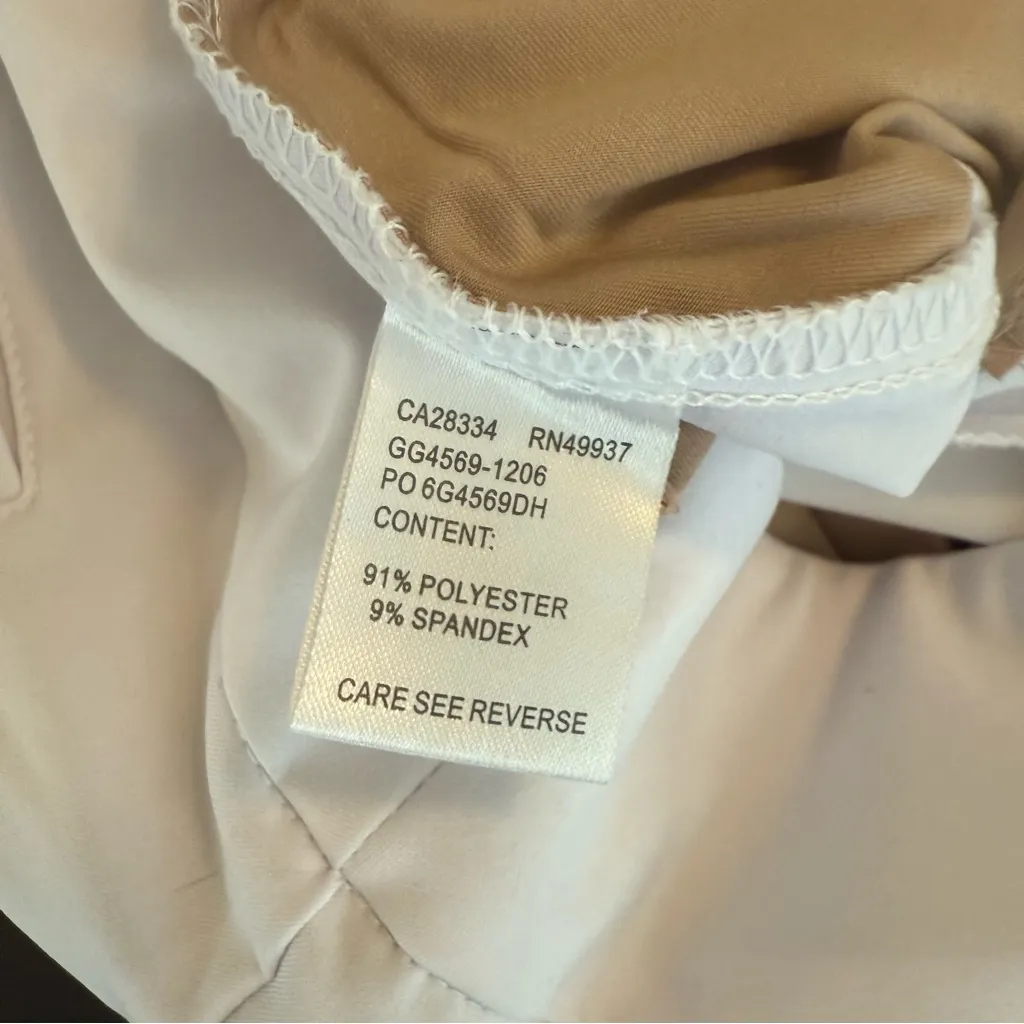 CA28334 RN49937
GG4569-1206
PO 6G4569DH
CONTENT:
91% POLYESTER
9% SPANDEX
CARE SEE REVERSE